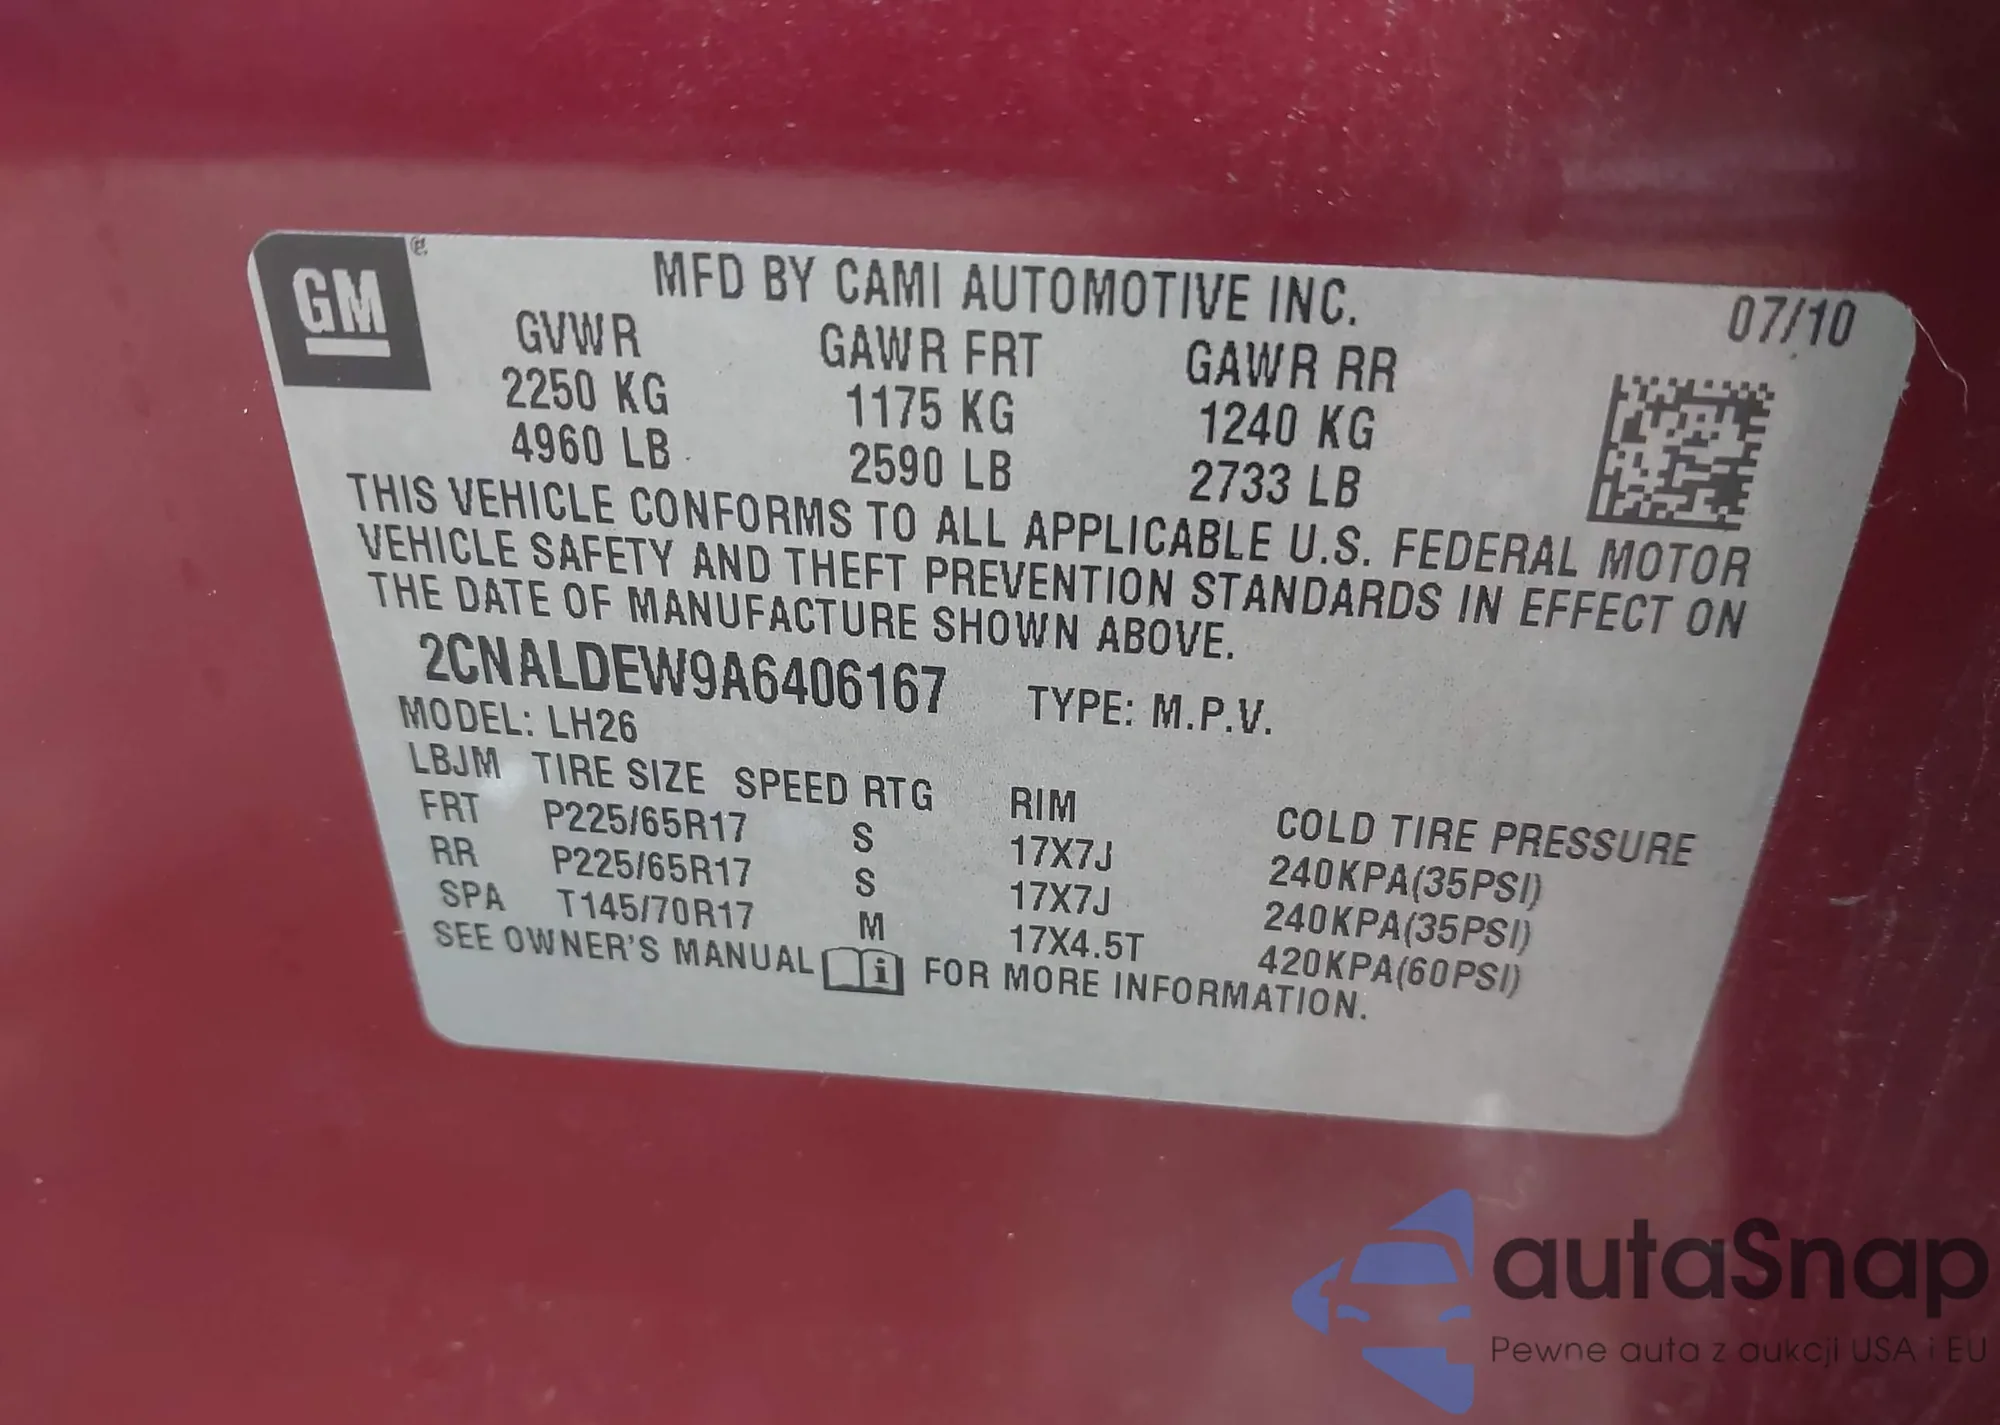 GM
MFD BY CAMI AUTOMOTIVE INC. 07/10
GVWR GAWR FRT GAWR RR
2250 KG 1175 KG 1240 KG
4960 LB 2590 LB 2733 LB
THIS VEHICLE CONFORMS TO ALL APPLICABLE U.S. FEDERAL MOTOR
VEHICLE SAFETY AND THEFT PREVENTION STANDARDS IN EFFECT ON
THE DATE OF MANUFACTURE SHOWN ABOVE.
2CNALDEW9A6406167 TYPE: M.P.V.
MODEL: LH26
LBJM TIRE SIZE SPEED RTG RIM COLD TIRE PRESSURE
FRT P225/65R17 S 17X7J 240KPA(35PSI)
RR P225/65R17 S 17X7J 240KPA(35PSI)
SPA T145/70R17 M 17X4.5T 420KPA(60PSI)
SEE OWNER'S MANUAL FOR MORE INFORMATION.
autaSnap
Pewne auta z aukcji USA i EU